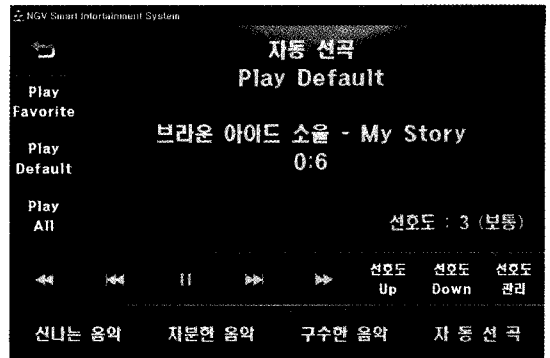 NGV Smart Infortainment System
자동 선곡
Play Default
Play
Favorite
브라운 아이드 소울 - My Story
0:6
Play
Default
Play
All
선호도 : 3 (보통)
선호도
Up
선호도
Down
선호도
관리
신나는 음악
차분한 음악
구수한 음악
자 동 선 곡